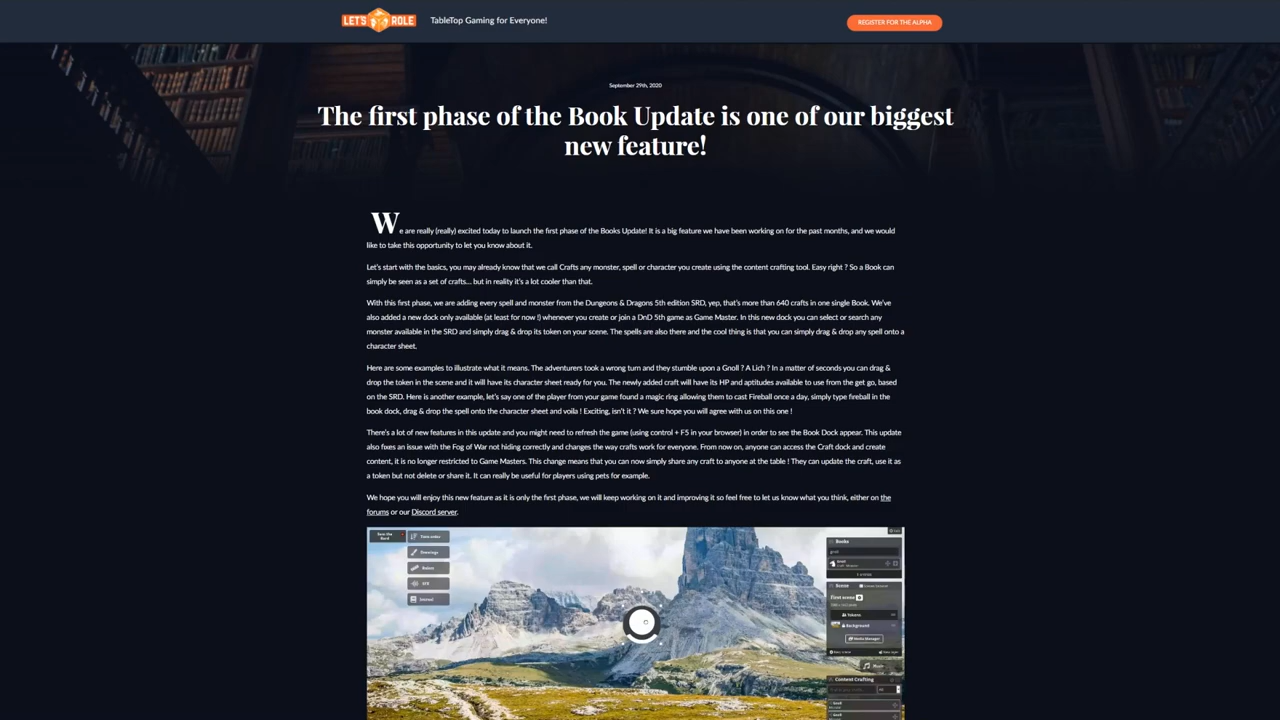 LET'S ROLE
TableTop Gaming for Everyone!
REGISTER FOR THE ALPHA
September 29th, 2020
The first phase of the Book Update is one of our biggest
new feature!
We are really (really) excited today to launch the first phase of the Books Update! It is a big feature we have been working on for the past months, and we would
like to take this opportunity to let you know about it.
Let's start with the basics, you may already know that we call Crafts any monster, spell or character you create using the content crafting tool. Easy right ? So a Book can
simply be seen as a set of crafts... but in reality it's a lot cooler than that.
With this first phase, we are adding every spell and monster from the Dungeons & Dragons 5th edition SRD, yep, that's more than 640 crafts in one single Book. We've
also added a new dock only available (at least for now !) whenever you create or join a DnD 5th game as Game Master. In this new dock you can select or search any
monster available in the SRD and simply drag & drop its token on your scene. The spells are also there and the cool thing is that you can simply drag & drop any spell onto a
character sheet.
Here are some examples to illustrate what it means. The adventurers took a wrong turn and they stumble upon a Gnoll ? A Lich ? In a matter of seconds you can drag &
drop the token in the scene and it will have its character sheet ready for you. The newly added craft will have its HP and aptitudes available to use from the get go, based
on the SRD. Here is another example, let's say one of the player from your game found a magic ring allowing them to cast Fireball once a day, simply type fireball in the
book dock, drag & drop the spell onto the character sheet and voila ! Exciting, isn't it ? We sure hope you will agree with us on this one !
There's a lot of new features in this update and you might need to refresh the game (using control + F5 in your browser) in order to see the Book Dock appear. This update
also fixes an issue with the Fog of War not hiding correctly and changes the way crafts work for everyone. From now on, anyone can access the Craft dock and create
content, it is no longer restricted to Game Masters. This change means that you can now simply share any craft to anyone at the table ! They can update the craft, use it as
a token but not delete or share it. It can really be useful for players using pets for example.
We hope you will enjoy this new feature as it is only the first phase, we will keep working on it and improving it so feel free to let us know what you think, either on the
forums or our Discord server.
Turn order
Drawings
Rulers
SFX
Journal
Books
gnoll
Gnoll
Scene
First scene
Tokens
Background
Media Manager
Music
Content Crafting